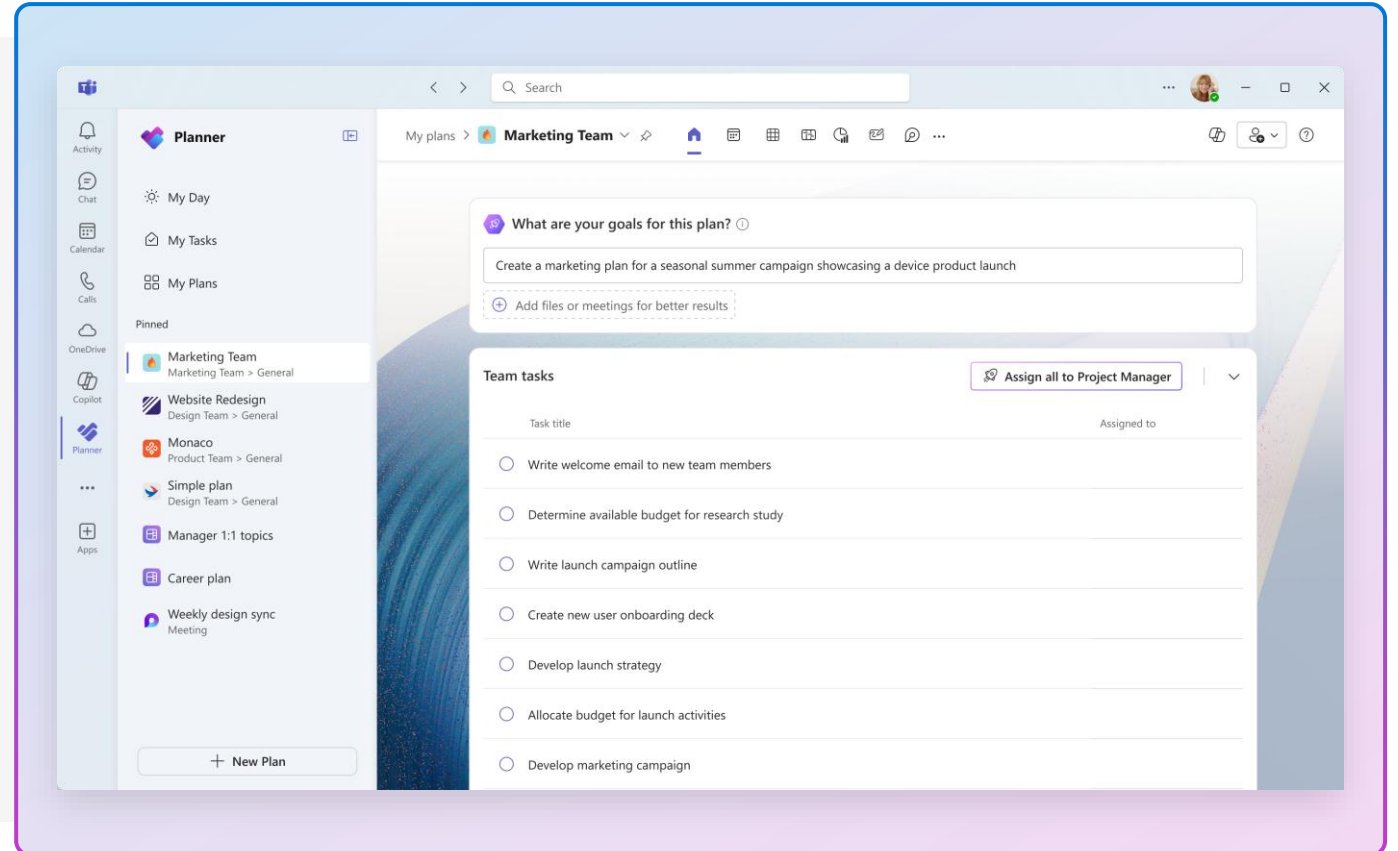 Search
Activity
Chat
Calendar
Calls
OneDrive
Copilot
Planner
Apps
Planner
My Day
My Tasks
My Plans
Pinned
Marketing Team
Marketing Team > General
Website Redesign
Design Team > General
Monaco
Product Team > General
Simple plan
Design Team > General
Manager 1:1 topics
Career plan
Weekly design sync
Meeting
+ New Plan
My plans > Marketing Team
What are your goals for this plan?
Create a marketing plan for a seasonal summer campaign showcasing a device product launch
Add files or meetings for better results
Team tasks
Assign all to Project Manager
Task title Assigned to
Write welcome email to new team members
Determine available budget for research study
Write launch campaign outline
Create new user onboarding deck
Develop launch strategy
Allocate budget for launch activities
Develop marketing campaign